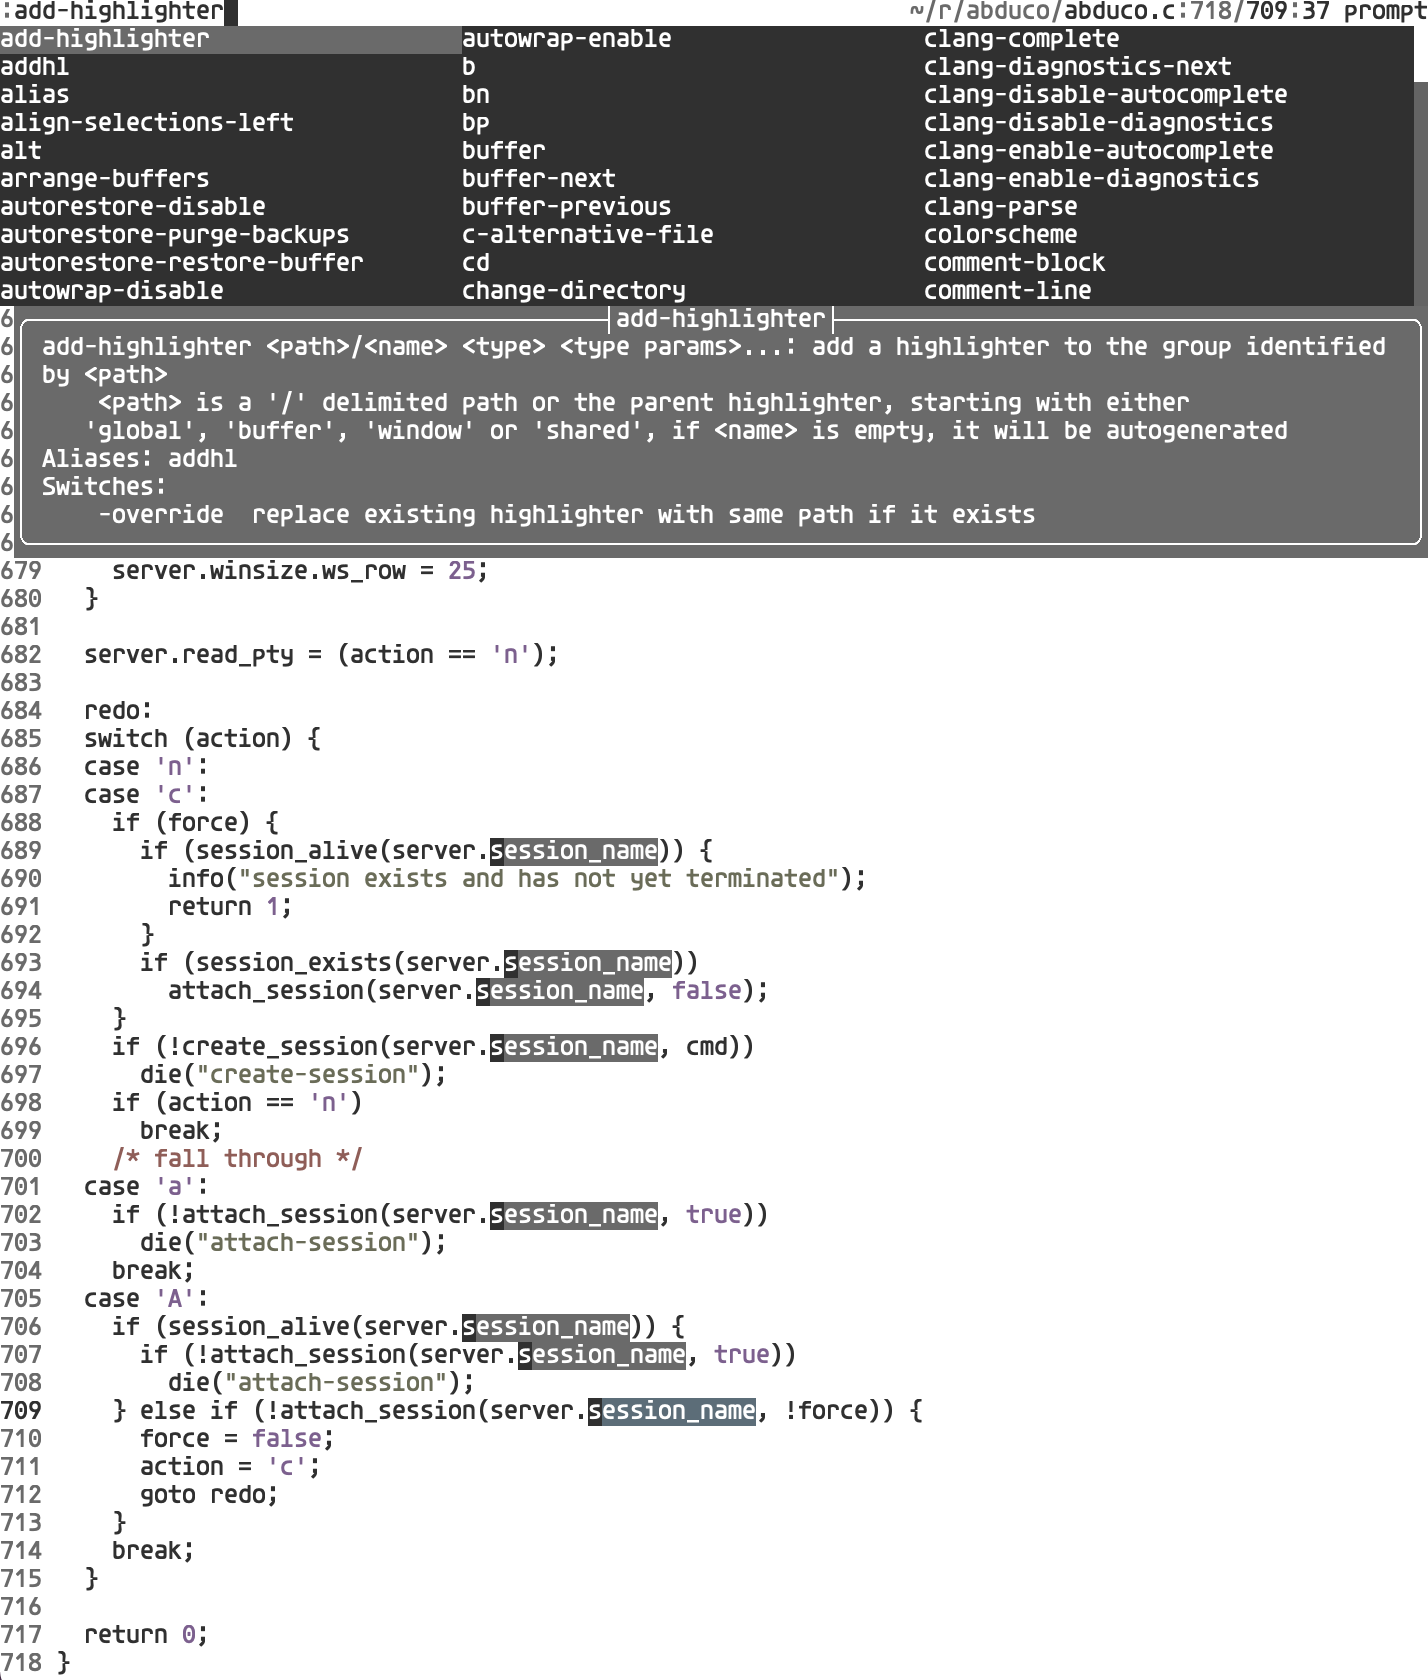 :add-highlighter ~/r/abduco/abduco.c:718/709:37 prompt
add-highlighter autowrap-enable clang-complete
addhl b clang-diagnostics-next
alias bn clang-disable-autocomplete
align-selections-left bp clang-disable-diagnostics
alt buffer clang-enable-autocomplete
arrange-buffers buffer-next clang-enable-diagnostics
autorestore-disable buffer-previous clang-parse
autorestore-purge-backups c-alternative-file colorscheme
autorestore-restore-buffer cd comment-block
autowrap-disable change-directory comment-line
6 add-highlighter
6 add-highlighter <path>/<name> <type> <type params>...: add a highlighter to the group identified
6 by <path>
6     <path> is a '/' delimited path or the parent highlighter, starting with either
6    'global', 'buffer', 'window' or 'shared', if <name> is empty, it will be autogenerated
6 Aliases: addhl
6 Switches:
6     -override  replace existing highlighter with same path if it exists
6
679     server.winsize.ws_row = 25;
680   }
681
682   server.read_pty = (action == 'n');
683
684   redo:
685   switch (action) {
686   case 'n':
687   case 'c':
688     if (force) {
689       if (session_alive(server.session_name)) {
690         info("session exists and has not yet terminated");
691         return 1;
692       }
693       if (session_exists(server.session_name))
694         attach_session(server.session_name, false);
695     }
696     if (!create_session(server.session_name, cmd))
697       die("create-session");
698     if (action == 'n')
699       break;
700     /* fall through */
701   case 'a':
702     if (!attach_session(server.session_name, true))
703       die("attach-session");
704     break;
705   case 'A':
706     if (session_alive(server.session_name)) {
707       if (!attach_session(server.session_name, true))
708         die("attach-session");
709     } else if (!attach_session(server.session_name, !force)) {
710       force = false;
711       action = 'c';
712       goto redo;
713     }
714     break;
715   }
716
717   return 0;
718 }